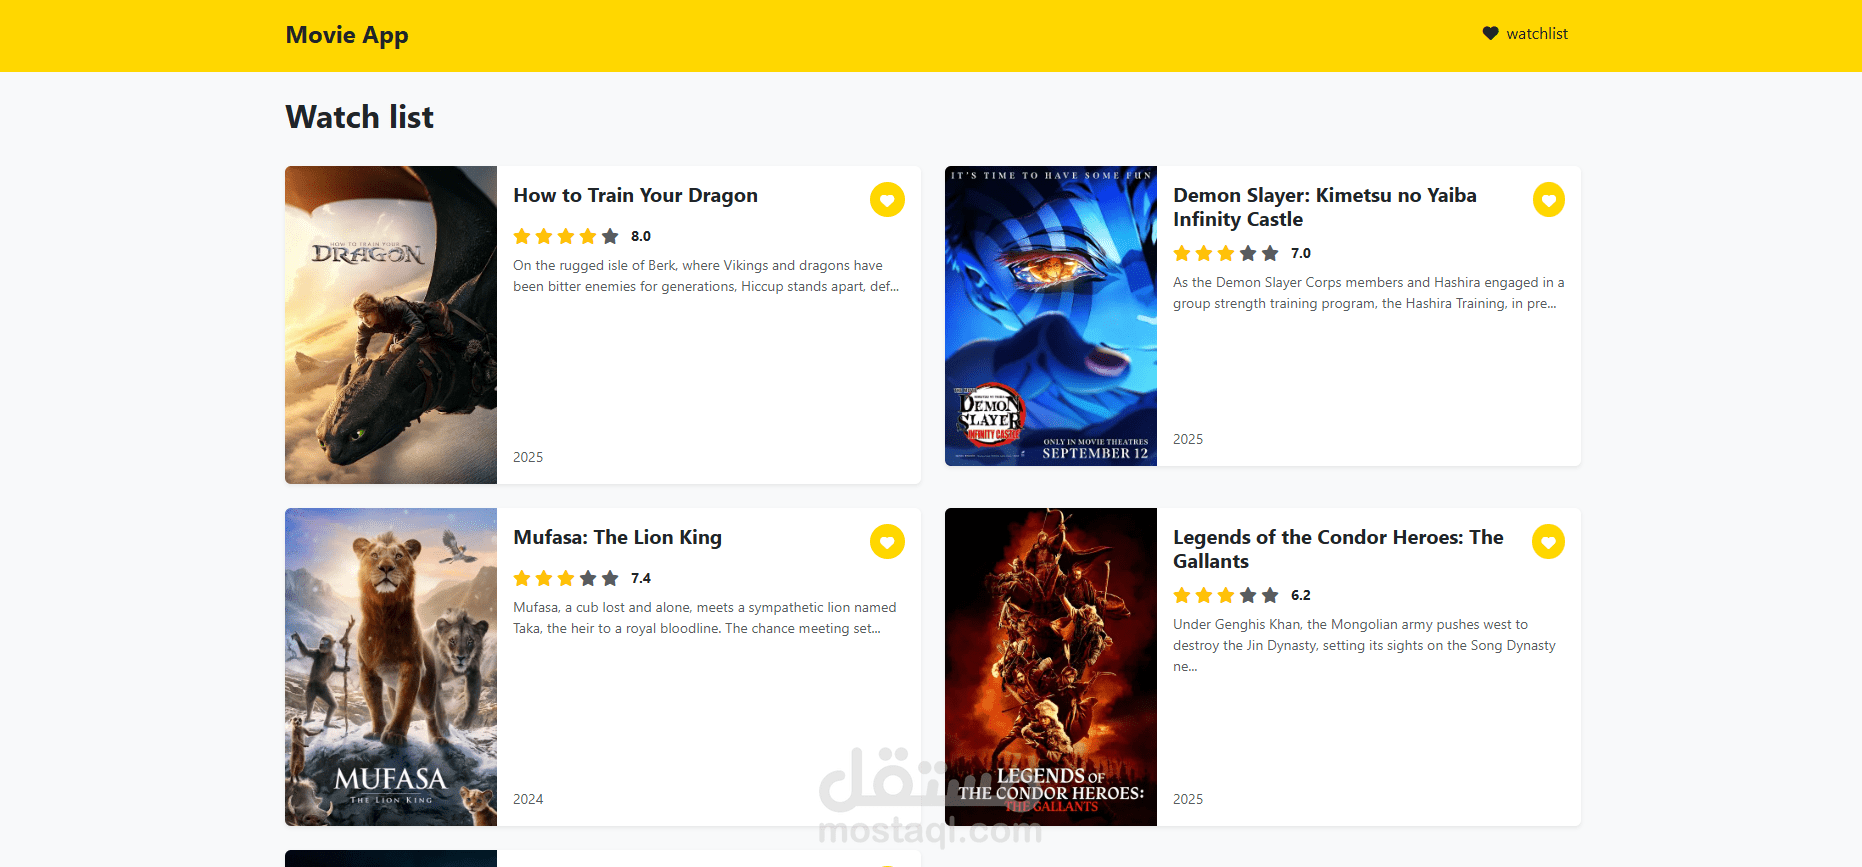 Movie App
watchlist
Watch list
HOW TO TRAIN YOUR
DRAGON
How to Train Your Dragon
8.0
On the rugged isle of Berk, where Vikings and dragons have
been bitter enemies for generations, Hiccup stands apart, def...
2025
IT'S TIME TO HAVE SOME FUN
DEMON
SLAYER
INFINITY CASTLE
ONLY IN MOVIE THEATRES
SEPTEMBER 12
Demon Slayer: Kimetsu no Yaiba
Infinity Castle
7.0
As the Demon Slayer Corps members and Hashira engaged in a
group strength training program, the Hashira Training, in pre...
2025
MUFASA
THE LION KING
Mufasa: The Lion King
7.4
Mufasa, a cub lost and alone, meets a sympathetic lion named
Taka, the heir to a royal bloodline. The chance meeting set...
2024
LEGENDS OF
THE CONDOR HEROES:
THE GALLANTS
Legends of the Condor Heroes: The
Gallants
6.2
Under Genghis Khan, the Mongolian army pushes west to
destroy the Jin Dynasty, setting its sights on the Song Dynasty
ne...
2025
مستقل
mostaql.com